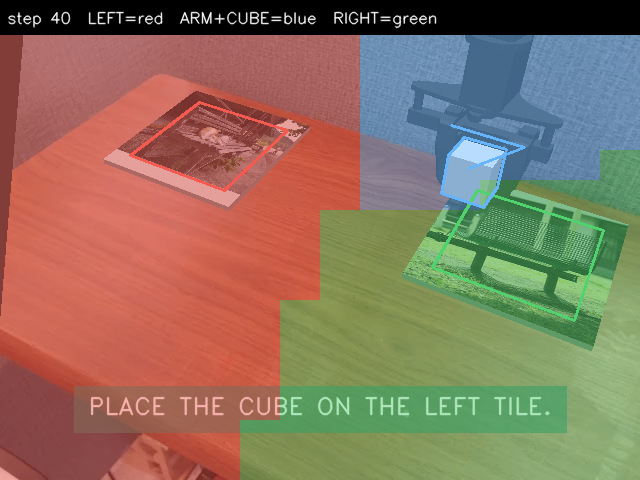 step 40 LEFT=red ARM+CUBE=blue RIGHT=green
PLACE THE CUBE ON THE LEFT TILE.